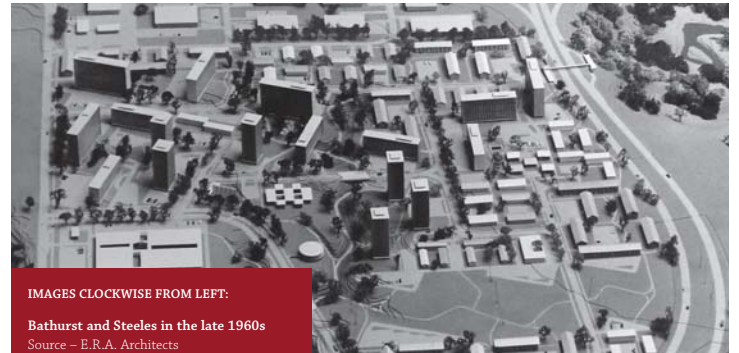 IMAGES CLOCKWISE FROM LEFT:
Bathurst and Steeles in the late 1960s
Source – E.R.A. Architects